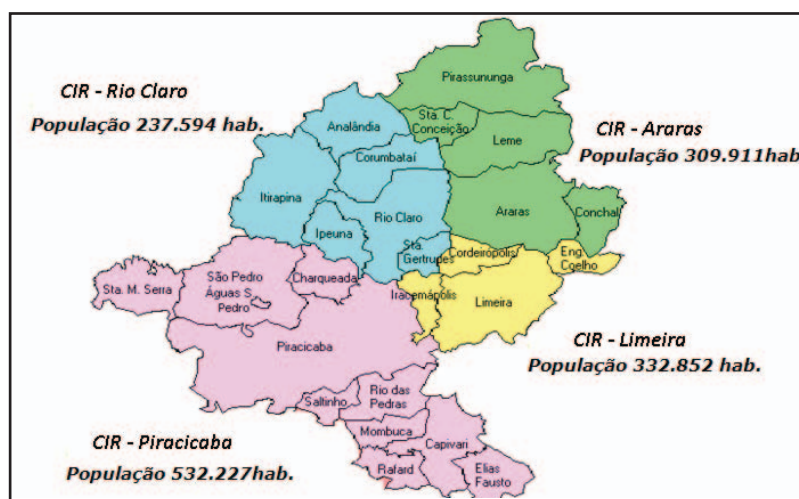 Pirassununga
CIR - Rio Claro
População 237.594 hab.
Analândia
Sta. C.
Conceição
Leme
CIR - Araras
População 309.911hab.
Corumbataí
Itirapina
Rio Claro
Araras
Conchal
Ipeuna
Sta.
Gertrudes
Cordeirópolis
Eng.
Coelho
Sta. M. Serra
São Pedro
Águas S.
Pedro
Charqueada
Iracemápolis
Limeira
Piracicaba
CIR - Limeira
População 332.852 hab.
Saltinho
Rio das
Pedras
Mombuca
Capivari
CIR - Piracicaba
População 532.227hab.
Rafard
Elias
Fausto